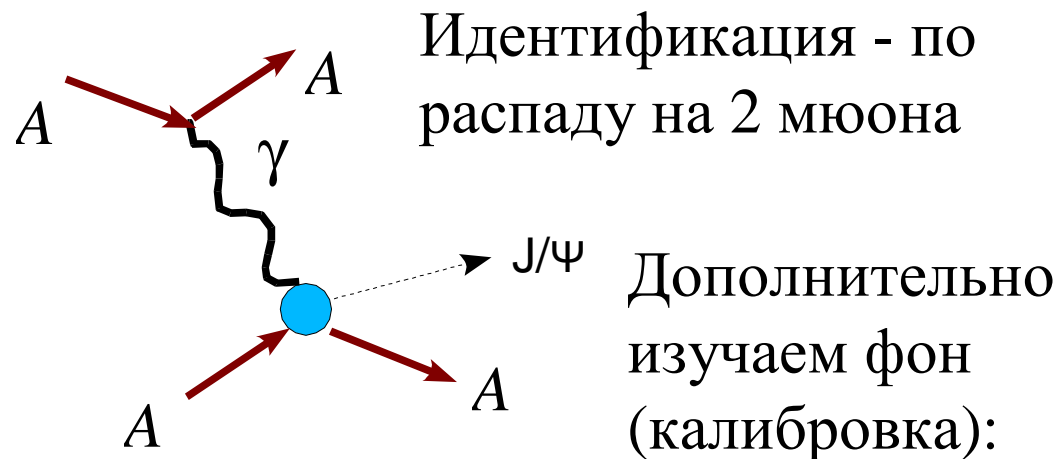 Идентификация - по
распаду на 2 мюона
A
A
γ
J/Ψ
A
A
Дополнительно
изучаем фон
(калибровка):